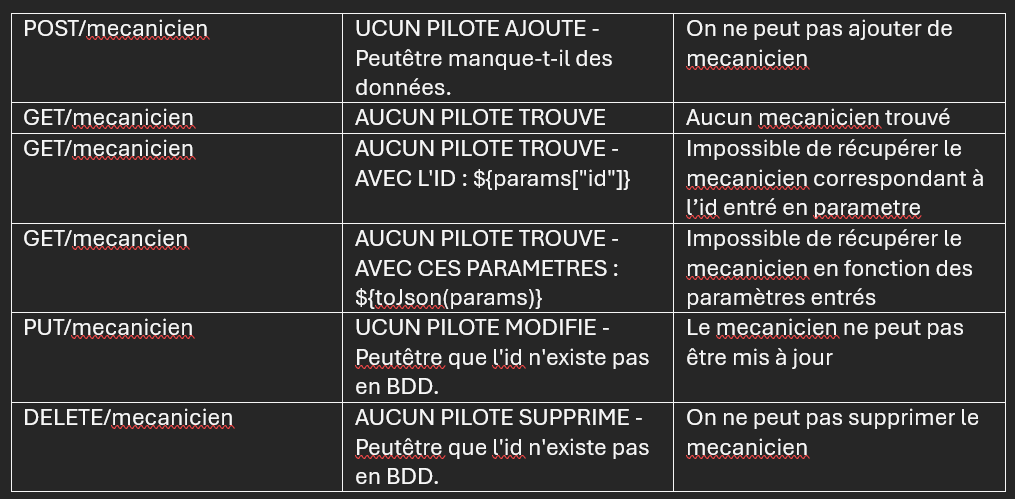 POST/mecanicien
UCUN PILOTE AJOUTE -
Peutêtre manque-t-il des
données.
On ne peut pas ajouter de
mecanicien
GET/mecanicien
AUCUN PILOTE TROUVE
Aucun mecanicien trouvé
GET/mecanicien
AUCUN PILOTE TROUVE -
AVEC L'ID : ${params["id"]}
Impossible de récupérer le
mecanicien correspondant à
l’id entré en parametre
GET/mecancien
AUCUN PILOTE TROUVE -
AVEC CES PARAMETRES :
${toJson(params)}
Impossible de récupérer le
mecanicien en fonction des
paramètres entrés
PUT/mecanicien
UCUN PILOTE MODIFIE -
Peutêtre que l'id n'existe pas
en BDD.
Le mecanicien ne peut pas
être mis à jour
DELETE/mecanicien
AUCUN PILOTE SUPPRIME -
Peutêtre que l'id n'existe pas
en BDD.
On ne peut pas supprimer le
mecanicien